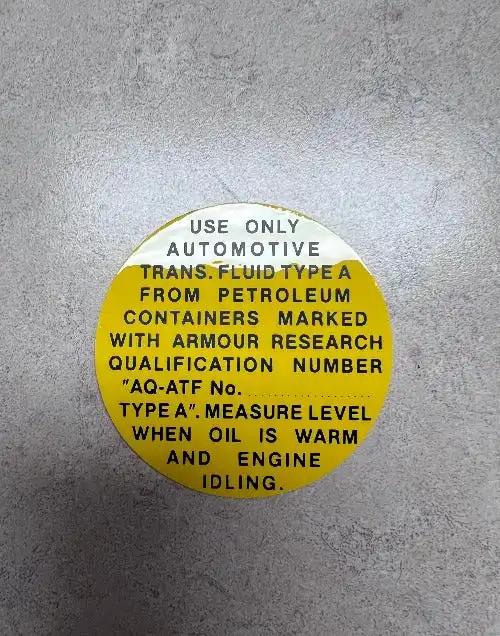 USE ONLY
AUTOMOTIVE
TRANS. FLUID TYPE A
FROM PETROLEUM
CONTAINERS MARKED
WITH ARMOUR RESEARCH
QUALIFICATION NUMBER
"AQ-ATF No. ....................
TYPE A". MEASURE LEVEL
WHEN OIL IS WARM
AND ENGINE
IDLING.